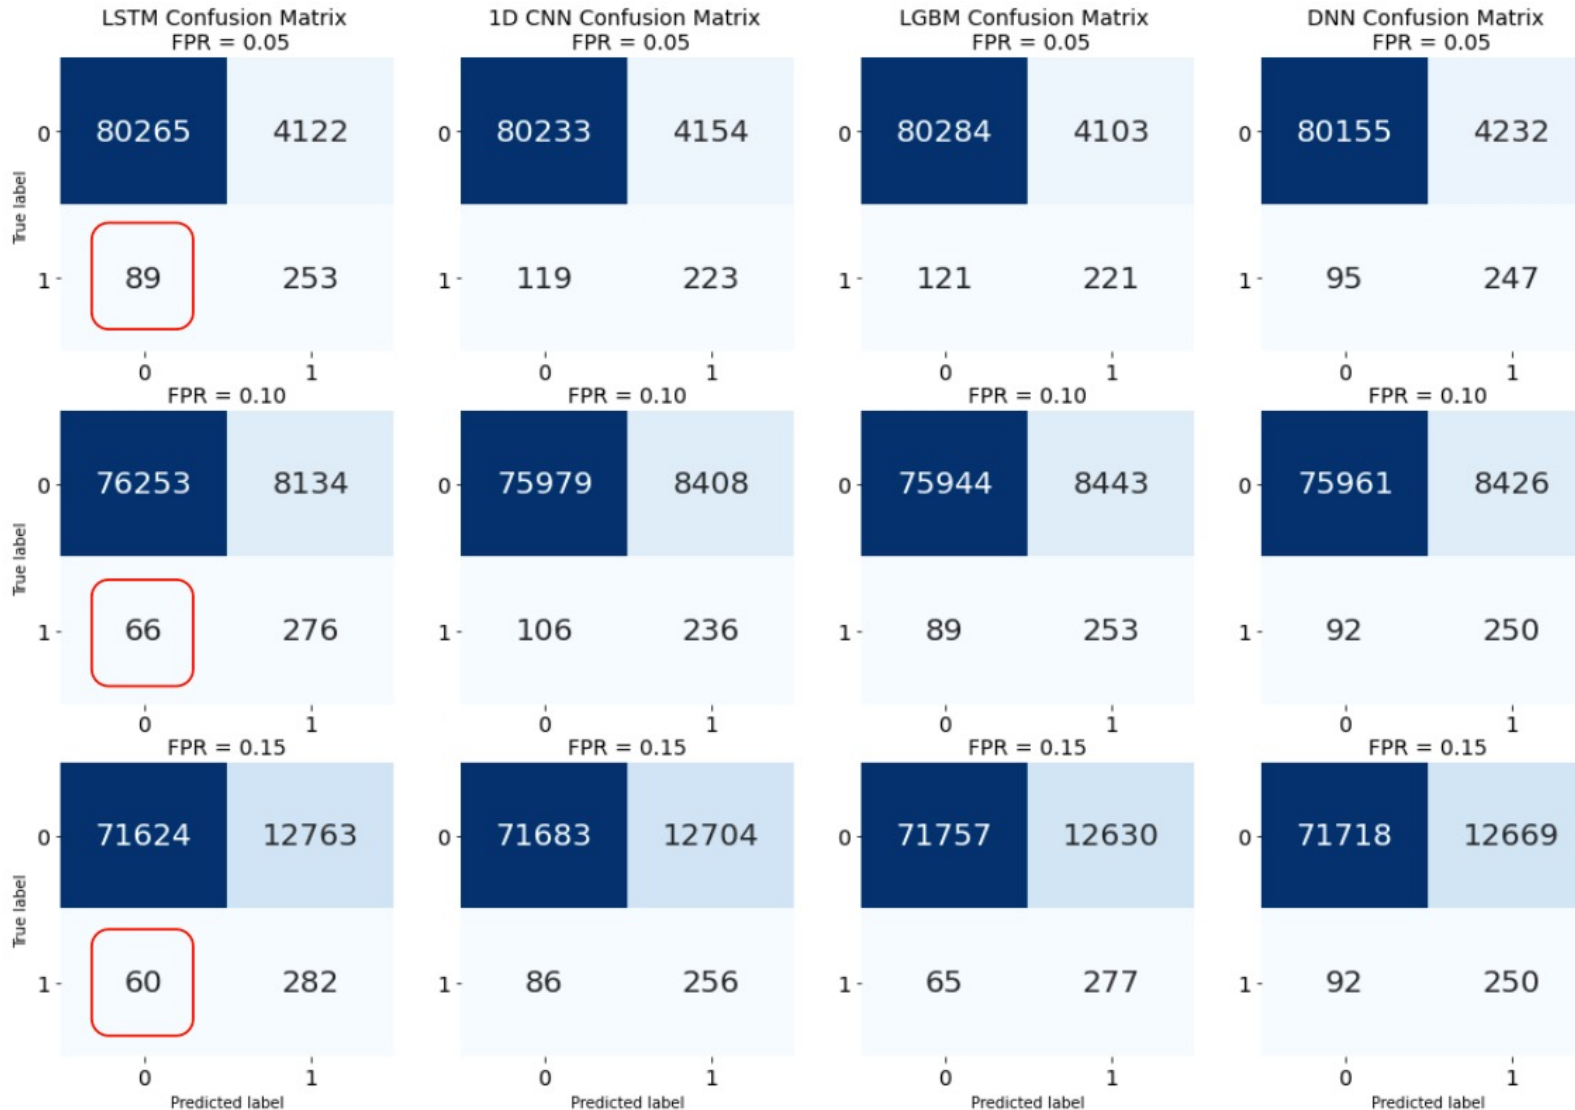 LSTM Confusion Matrix 1D CNN Confusion Matrix LGBM Confusion Matrix DNN Confusion Matrix
FPR = 0.05 FPR = 0.05 FPR = 0.05 FPR = 0.05
0 80265 4122 0 80233 4154 0 80284 4103 0 80155 4232
True label
1 89 253 1 119 223 1 121 221 1 95 247
0 1 0 1 0 1 0 1
FPR = 0.10 FPR = 0.10 FPR = 0.10 FPR = 0.10
0 76253 8134 0 75979 8408 0 75944 8443 0 75961 8426
True label
1 66 276 1 106 236 1 89 253 1 92 250
0 1 0 1 0 1 0 1
FPR = 0.15 FPR = 0.15 FPR = 0.15 FPR = 0.15
0 71624 12763 0 71683 12704 0 71757 12630 0 71718 12669
True label
1 60 282 1 86 256 1 65 277 1 92 250
0 1 0 1 0 1 0 1
Predicted label Predicted label Predicted label Predicted label